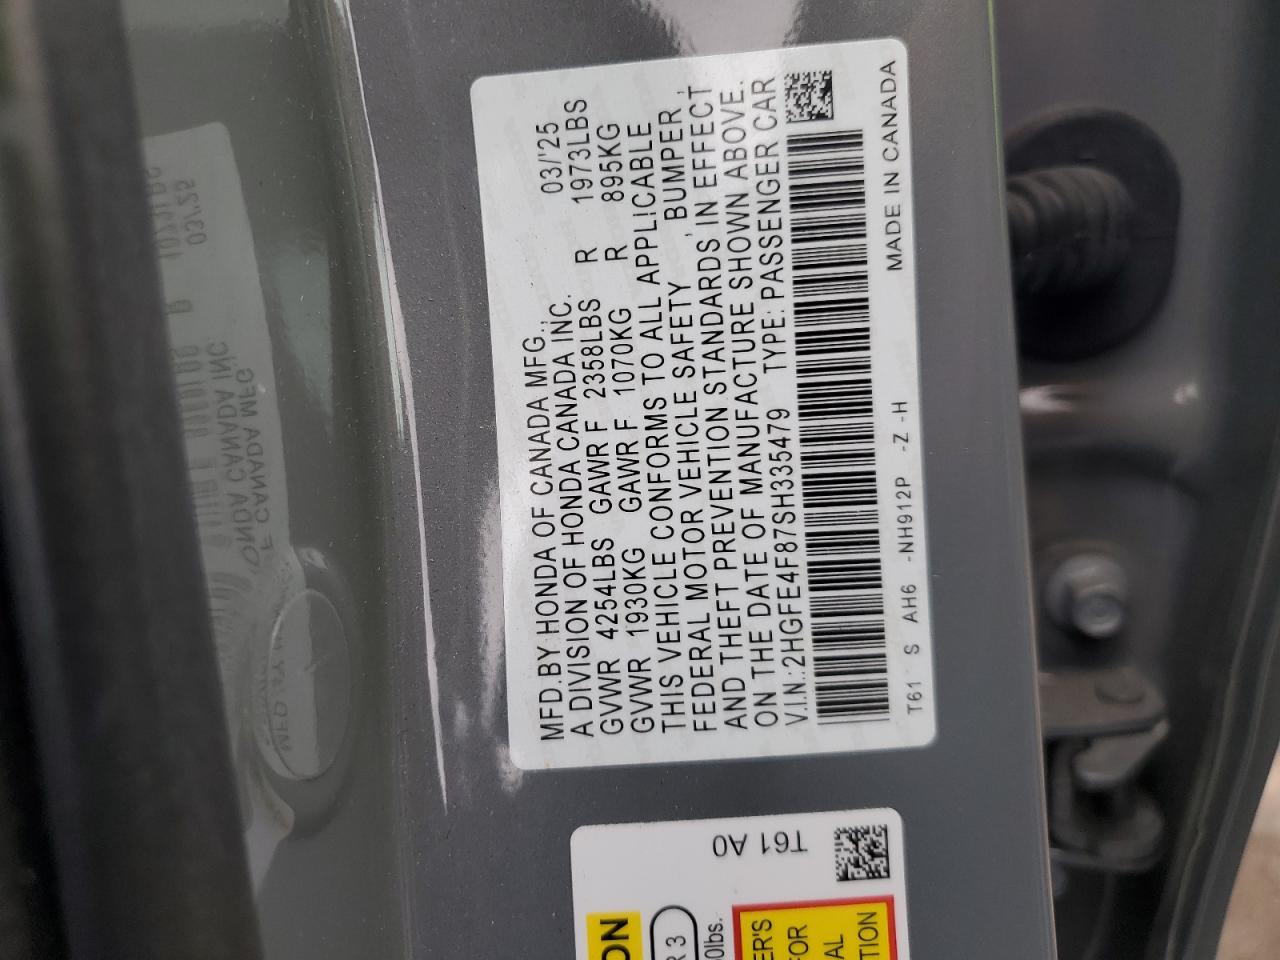 MFD.BY HONDA OF CANADA MFG., 03/'25
A DIVISION OF HONDA CANADA INC.
GVWR 4254LBS GAWR F 2358LBS R 1973LBS
GVWR 1930KG GAWR F 1070KG R 895KG
THIS VEHICLE CONFORMS TO ALL APPLICABLE
FEDERAL MOTOR VEHICLE SAFETY , BUMPER ,
AND THEFT PREVENTION STANDARDS IN EFFECT
ON THE DATE OF MANUFACTURE SHOWN ABOVE.
V.I.N.:2HGFE4F87SH335479 TYPE: PASSENGER CAR
T61 S AH6 -NH912P -Z -H MADE IN CANADA
T61 A0